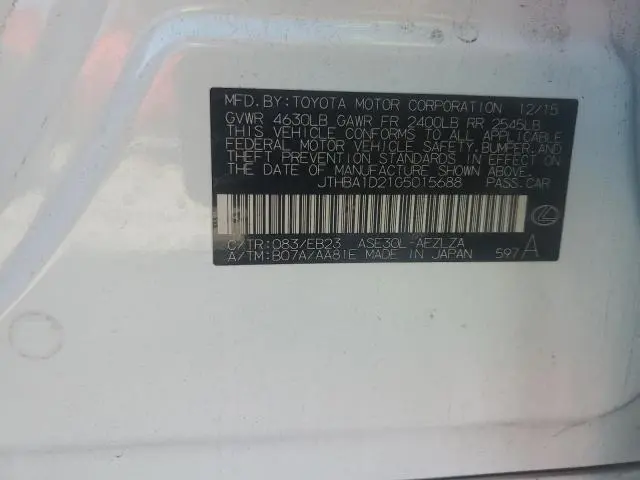 MFD.BY:TOYOTA MOTOR CORPORATION 12/15
GVWR 4630LB GAWR FR 2400LB RR 2545LB
THIS VEHICLE CONFORMS TO ALL APPLICABLE
FEDERAL MOTOR VEHICLE SAFETY,BUMPER,AND
THEFT PREVENTION STANDARDS IN EFFECT ON
THE DATE OF MANUFACTURE SHOWN ABOVE.
JTHBA1D21G5015688 PASS.CAR
C/TR:083/EB23 ASE30L-AEZLZA
A/TM:B07A/AA81E MADE IN JAPAN 597A